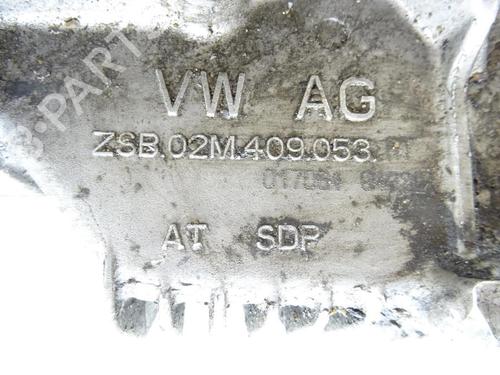 VW AG
ZSB.02M.409.053.
AT SDP